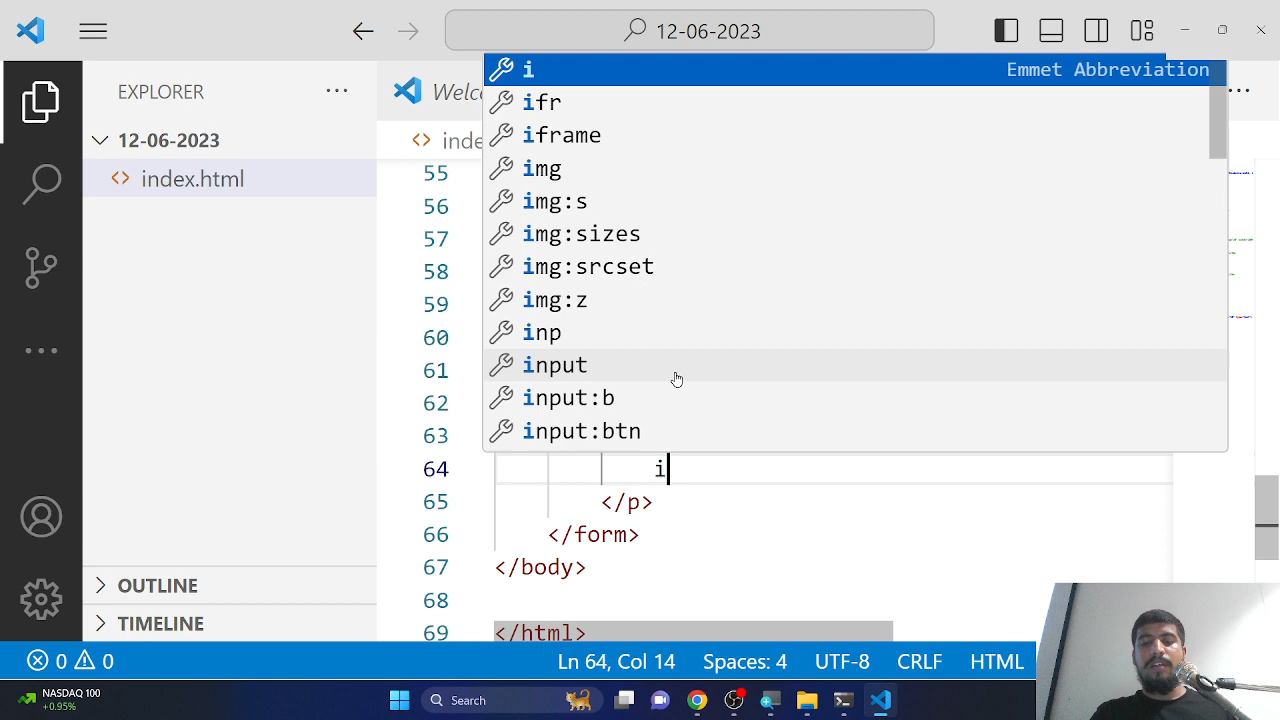 12-06-2023
EXPLORER
Welc
12-06-2023
index.html
inde
i Emmet Abbreviation
ifr
iframe
img
img:s
img:sizes
img:srcset
img:z
inp
input
input:b
input:btn
55
56
57
58
59
60
61
62
63
64 i
65 </p>
66 </form>
67 </body>
68
69 </html>
OUTLINE
TIMELINE
0 0 Ln 64, Col 14 Spaces: 4 UTF-8 CRLF HTML
NASDAQ 100
+0.95%
Search